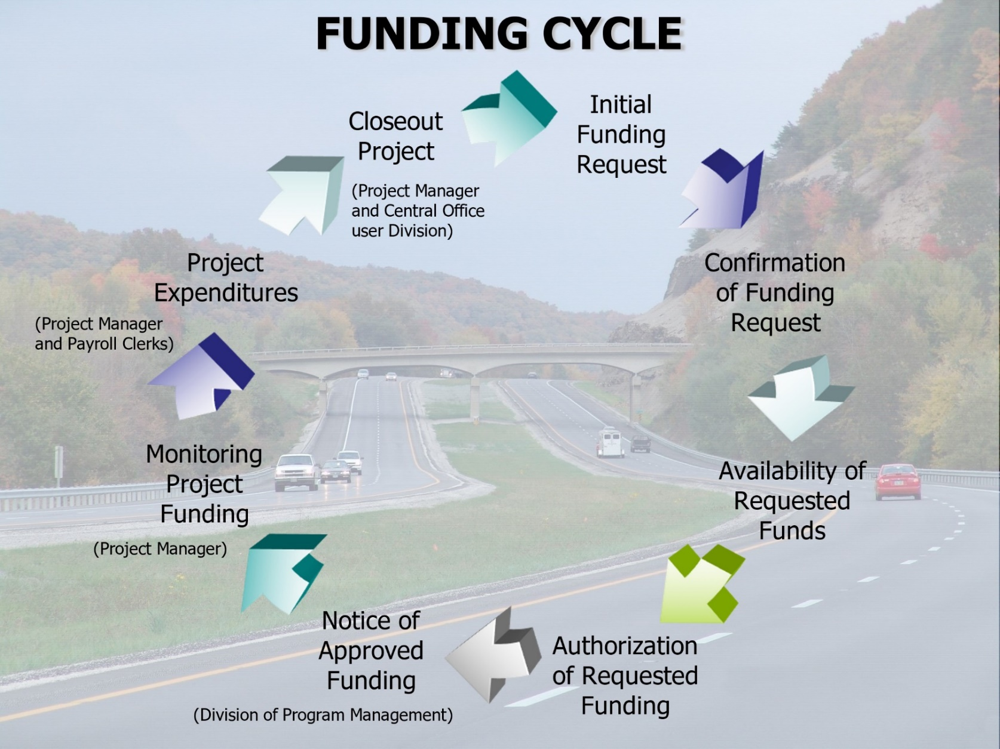 FUNDING CYCLE
Initial
Funding
Request
Confirmation
of Funding
Request
Availability of
Requested
Funds
Authorization
of Requested
Funding
Notice of
Approved
Funding
(Division of Program Management)
Monitoring
Project
Funding
(Project Manager)
Project
Expenditures
(Project Manager
and Payroll Clerks)
Closeout
Project
(Project Manager
and Central Office
user Division)